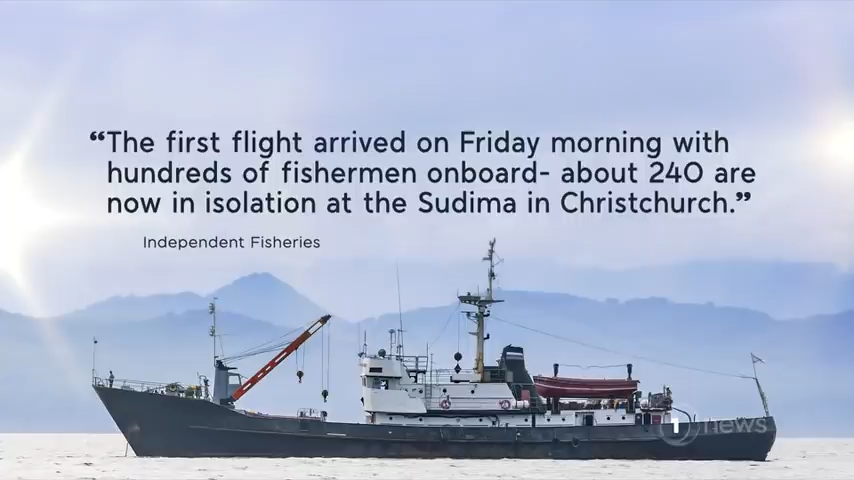 “The first flight arrived on Friday morning with
hundreds of fishermen onboard- about 240 are
now in isolation at the Sudima in Christchurch.”
Independent Fisheries
1 news